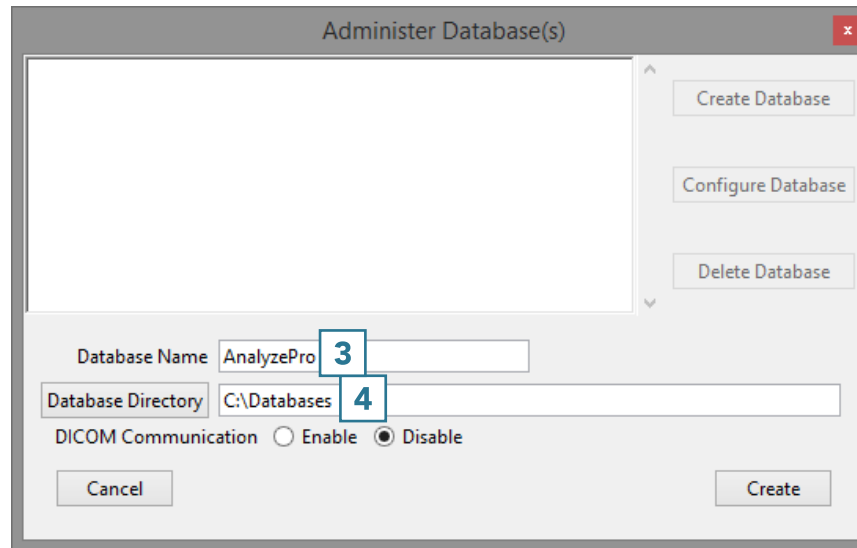 Administer Database(s)
x
Create Database
Configure Database
Delete Database
Database Name AnalyzePro 3
Database Directory C:\Databases 4
DICOM Communication Enable Disable
Cancel Create